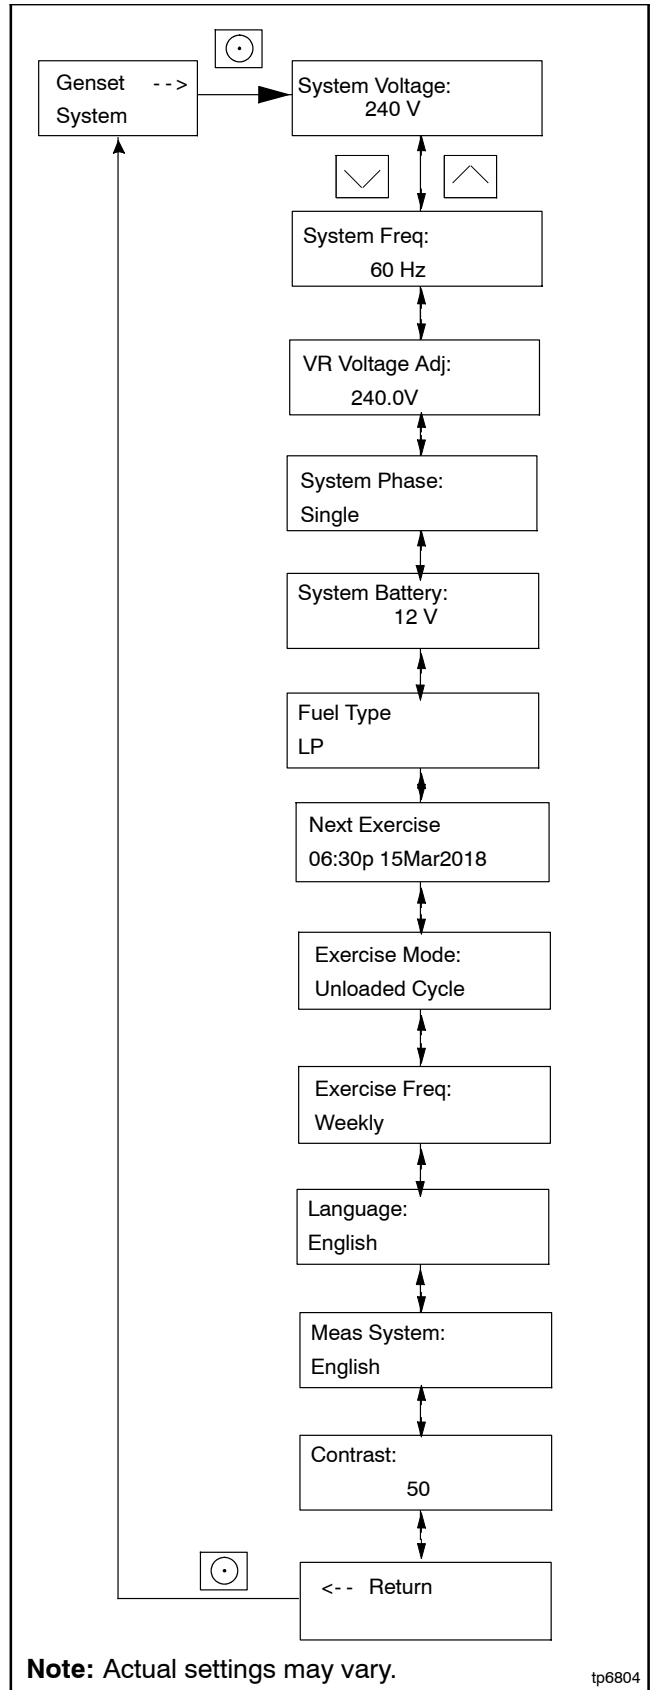 Genset -->
System
System Voltage:
240 V
System Freq:
60 Hz
VR Voltage Adj:
240.0V
System Phase:
Single
System Battery:
12 V
Fuel Type
LP
Next Exercise
06:30p 15Mar2018
Exercise Mode:
Unloaded Cycle
Exercise Freq:
Weekly
Language:
English
Meas System:
English
Contrast:
50
<-- Return
Note: Actual settings may vary.
tp6804